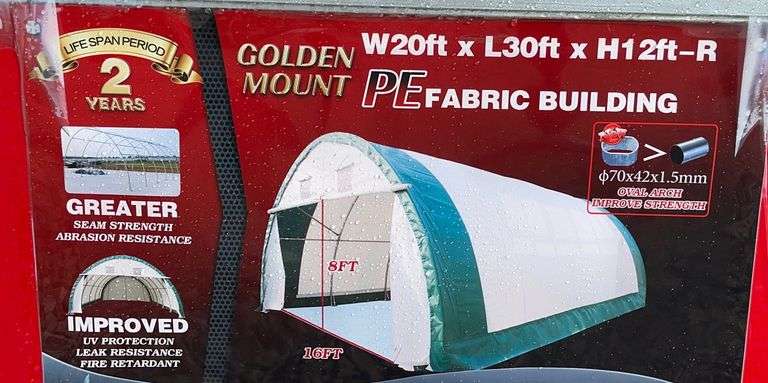 LIFE SPAN PERIOD
2
YEARS
GOLDEN
MOUNT
W20ft x L30ft x H12ft-R
PE FABRIC BUILDING
GREATER
SEAM STRENGTH
ABRASION RESISTANCE
IMPROVED
UV PROTECTION
LEAK RESISTANCE
FIRE RETARDANT
8FT
16FT
>
ϕ70x42x1.5mm
OVAL ARCH
IMPROVE STRENGTH